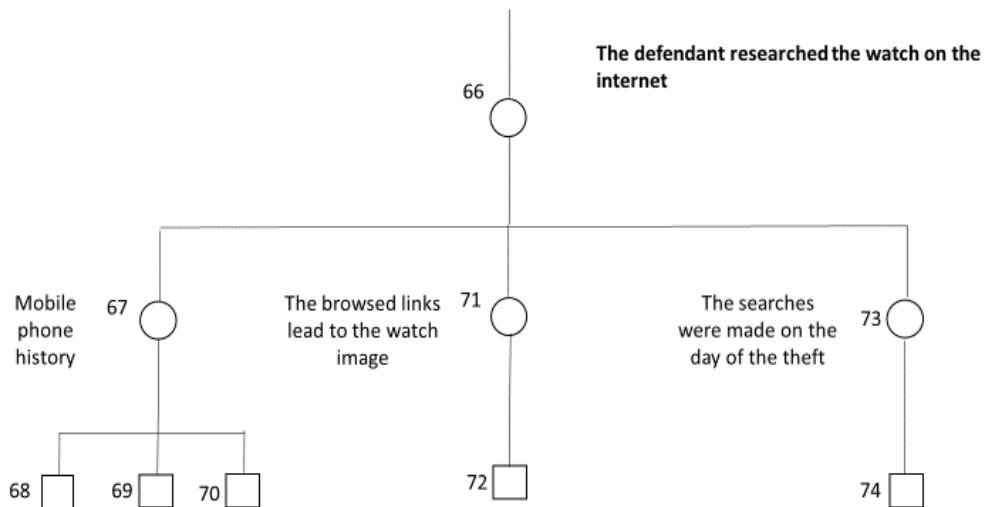 The defendant researched the watch on the
internet
66
Mobile
phone
history
67
The browsed links
lead to the watch
image
71
The searches
were made on the
day of the theft
73
68
69
70
72
74